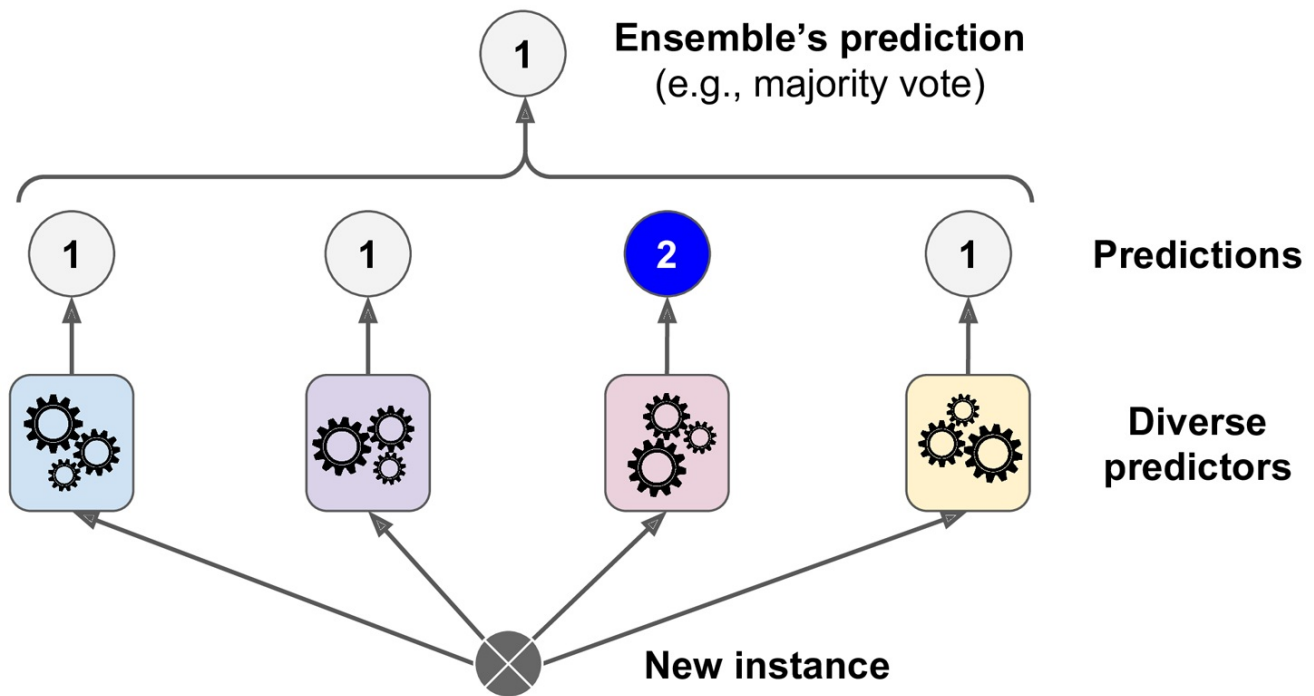 1
Ensemble’s prediction
(e.g., majority vote)
1
1
2
1
Predictions
Diverse
predictors
New instance